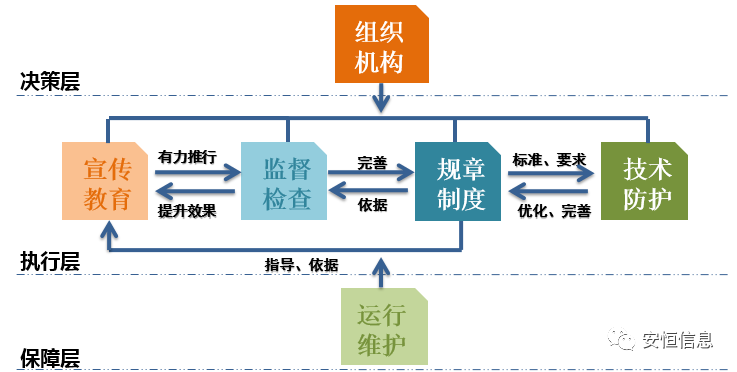 组织
机构
决策层
宣传
教育
有力推行
提升效果
监督
检查
完善
依据
规章
制度
标准、要求
优化、完善
技术
防护
执行层
指导、依据
运行
维护
安恒信息
保障层